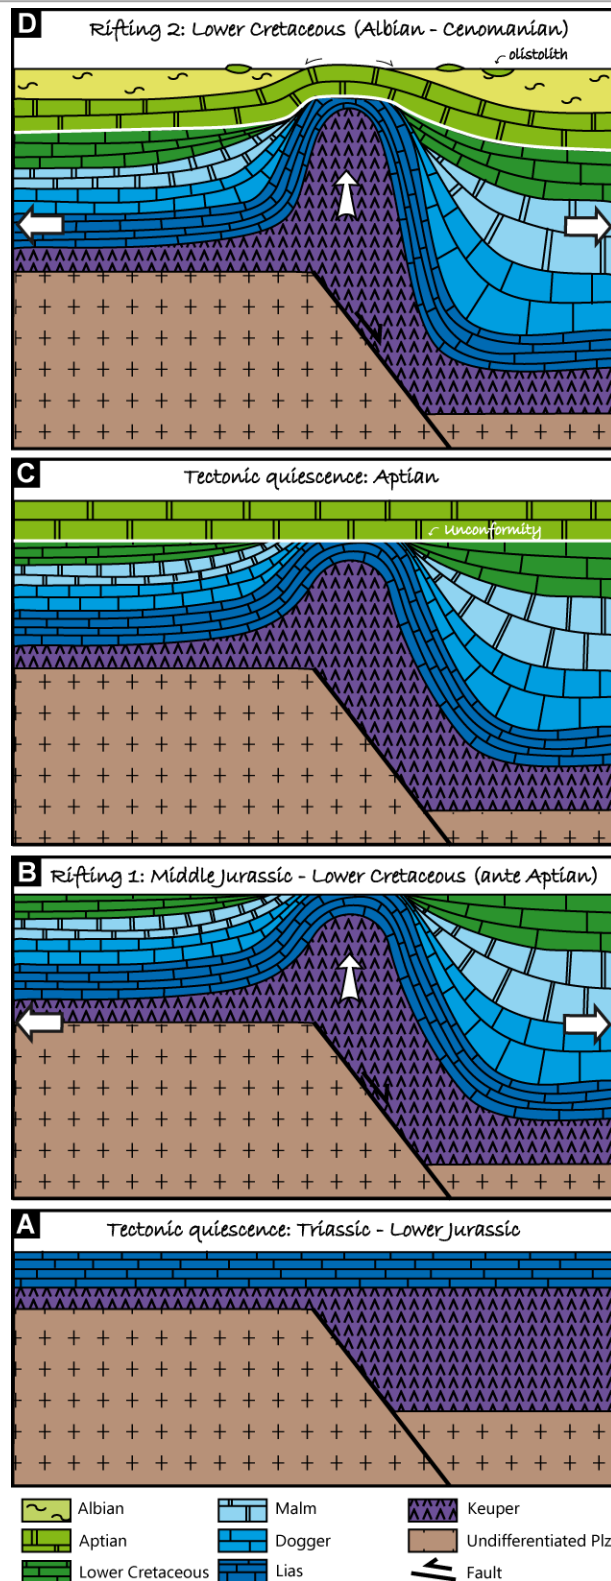 D
Rifting 2: Lower Cretaceous (Albian - Cenomanian)
olistolith
C
Tectonic quiescence: Aptian
Unconformity
B
Rifting 1: Middle Jurassic - Lower Cretaceous (ante Aptian)
A
Tectonic quiescence: Triassic - Lower Jurassic
Albian
Malm
Keuper
Aptian
Dogger
Undifferentiated Plz
Lower Cretaceous
Lias
Fault